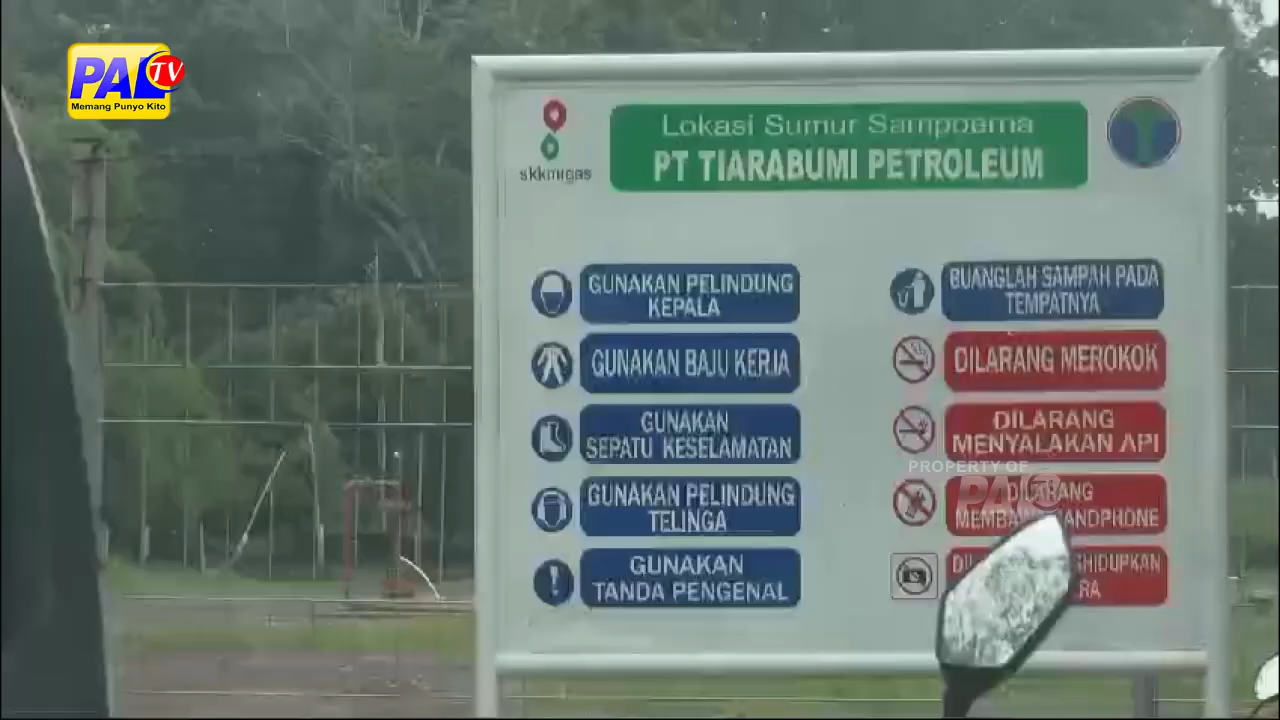 PAL TV
Memang Punyo Kito
skkmigas
Lokasi Sumur Sampoerna
PT TIARABUMI PETROLEUM
GUNAKAN PELINDUNG
KEPALA
GUNAKAN BAJU KERJA
GUNAKAN
SEPATU KESELAMATAN
GUNAKAN PELINDUNG
TELINGA
GUNAKAN
TANDA PENGENAL
BUANGLAH SAMPAH PADA
TEMPATNYA
DILARANG MEROKOK
DILARANG
MENYALAKAN API
PROPERTY OF
PAL
DILARANG
HANDPHONE